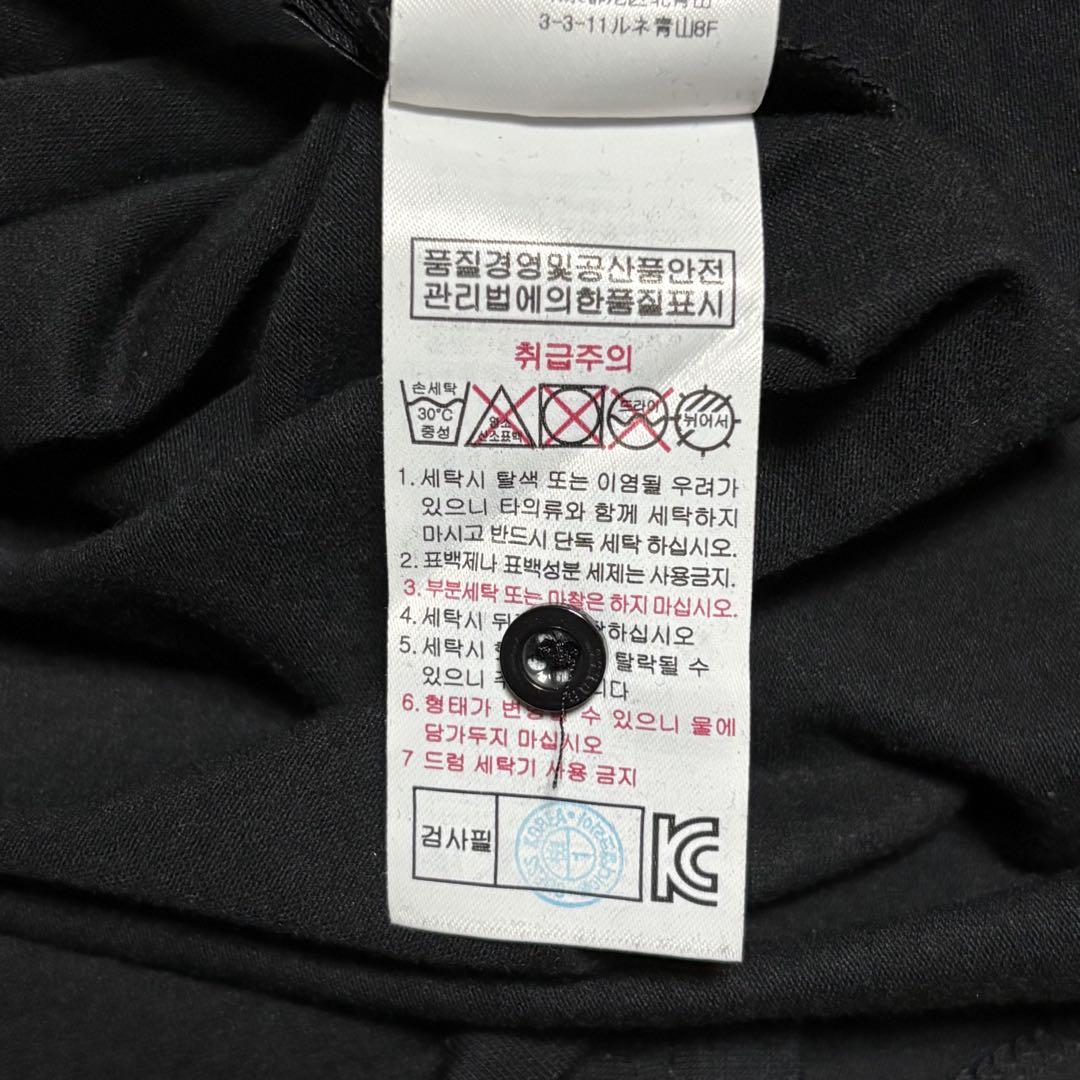 3-3-11ルネ青山8F
품질경영및공산품안전
관리법에의한품질표시
취급주의
손세탁
30℃
중성
염소
산소표백
드라이
뉘어서
1. 세탁시 탈색 또는 이염될 우려가
있으니 타의류와 함께 세탁하지
마시고 반드시 단독 세탁 하십시오.
2. 표백제나 표백성분 세제는 사용금지.
3. 부분세탁 또는 마찰은 하지 마십시오.
4. 세탁시
5. 세탁시 탈락될 수
있으니
6. 형태가 수 있으니 물에
담가두지 마십시오
7 드럼 세탁기 사용 금지
검사필
KOREA
KC